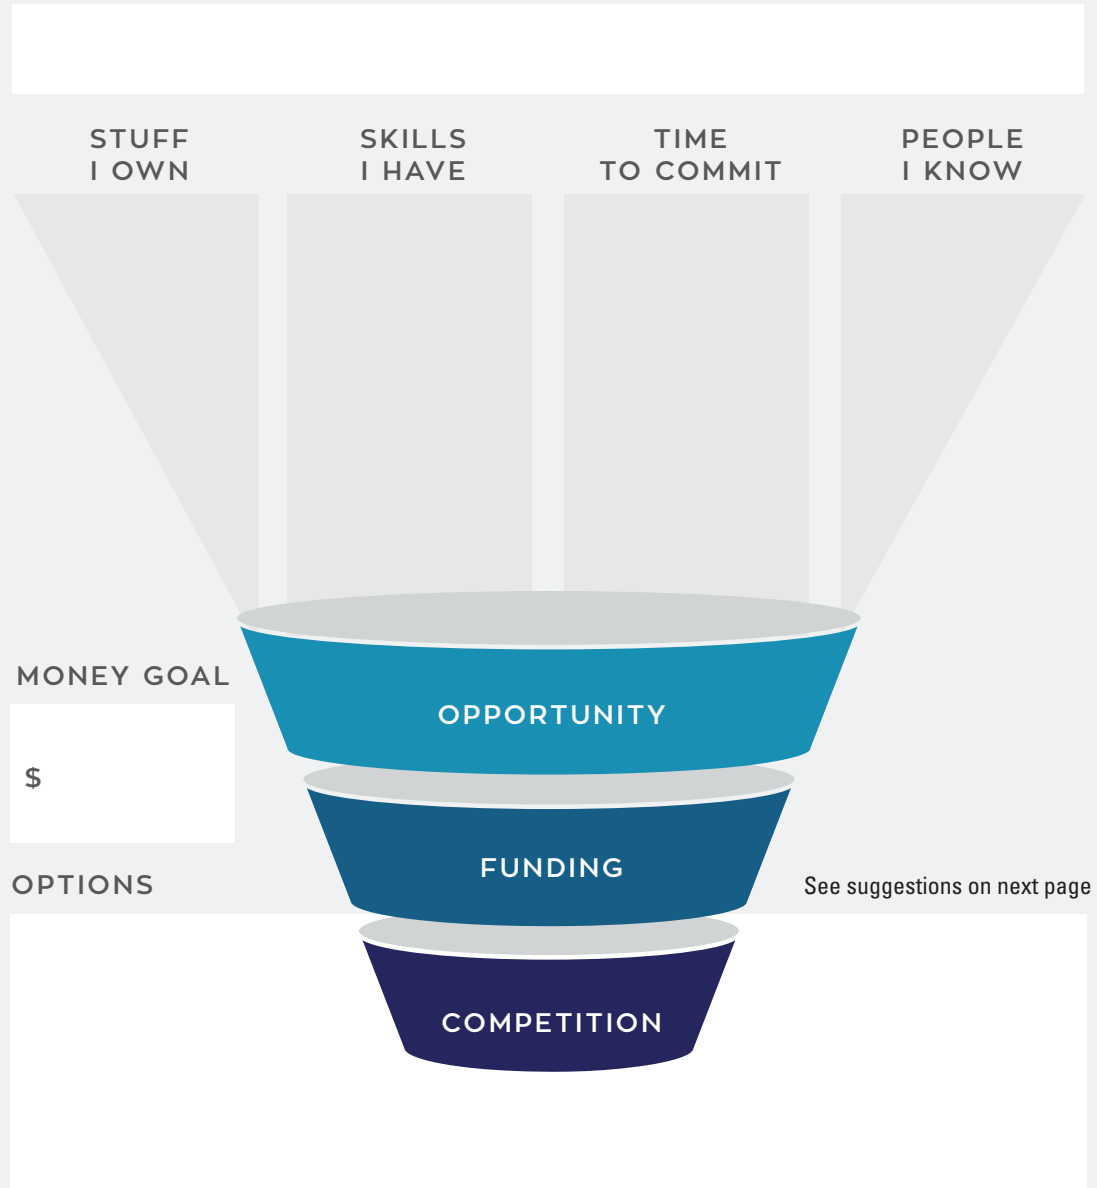 STUFF
I OWN
SKILLS
I HAVE
TIME
TO COMMIT
PEOPLE
I KNOW
MONEY GOAL
$
OPPORTUNITY
FUNDING
OPTIONS
See suggestions on next page
COMPETITION